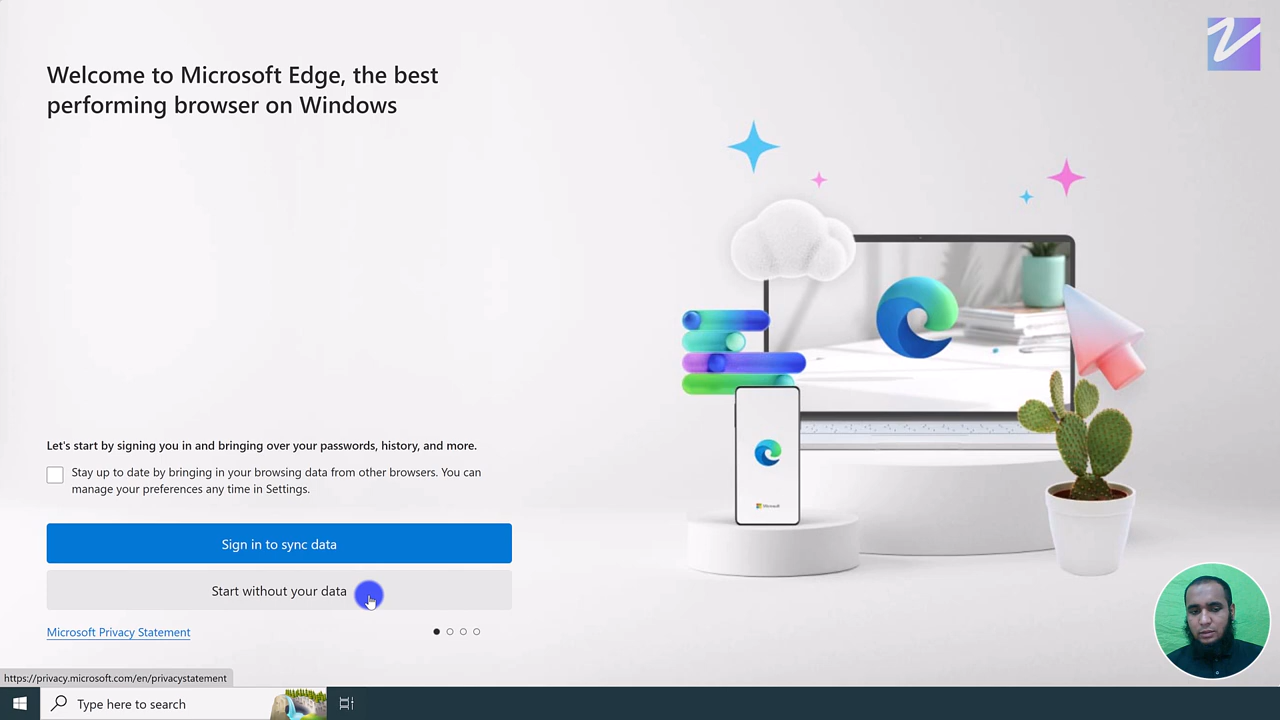 Welcome to Microsoft Edge, the best
performing browser on Windows
Let's start by signing you in and bringing over your passwords, history, and more.
Stay up to date by bringing in your browsing data from other browsers. You can
manage your preferences any time in Settings.
Sign in to sync data
Start without your data
Microsoft Privacy Statement
Microsoft
https://privacy.microsoft.com/en/privacystatement
Type here to search